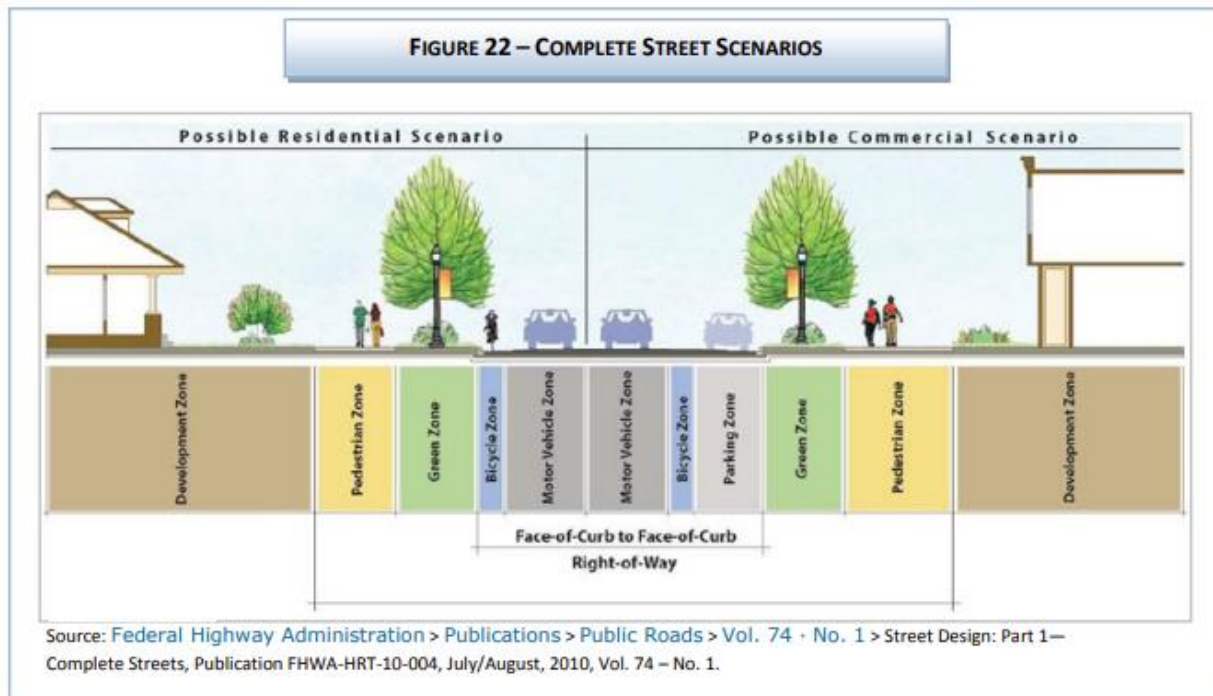 FIGURE 22 – COMPLETE STREET SCENARIOS
Possible Residential Scenario
Possible Commercial Scenario
Development Zone
Pedestrian Zone
Green Zone
Bicycle Zone
Motor Vehicle Zone
Motor Vehicle Zone
Bicycle Zone
Parking Zone
Green Zone
Pedestrian Zone
Development Zone
Face-of-Curb to Face-of-Curb
Right-of-Way
Source: Federal Highway Administration > Publications > Public Roads > Vol. 74 · No. 1 > Street Design: Part 1—
Complete Streets, Publication FHWA-HRT-10-004, July/August, 2010, Vol. 74 – No. 1.